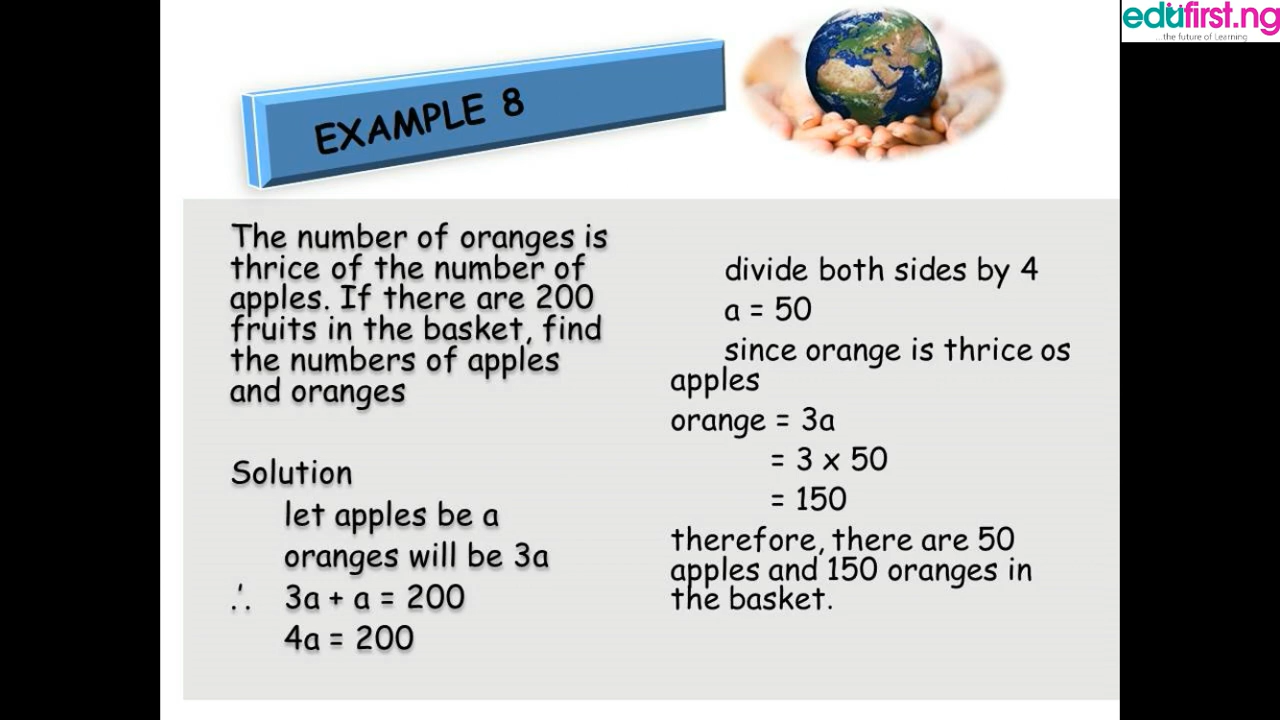 edufirst.ng
...the future of Learning
EXAMPLE 8
The number of oranges is
thrice of the number of
apples. If there are 200
fruits in the basket, find
the numbers of apples
and oranges
Solution
let apples be a
oranges will be 3a
∴ 3a + a = 200
4a = 200
divide both sides by 4
a = 50
since orange is thrice os
apples
orange = 3a
= 3 x 50
= 150
therefore, there are 50
apples and 150 oranges in
the basket.